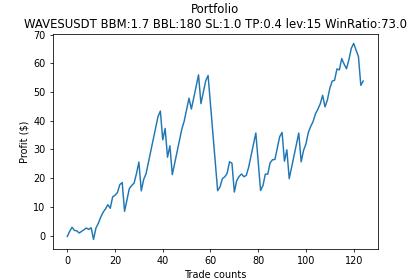 Portfolio
WAVESUSDT BBM:1.7 BBL:180 SL:1.0 TP:0.4 lev:15 WinRatio:73.0
70
60
50
40
30
20
10
0
Profit ($)
0 20 40 60 80 100 120
Trade counts